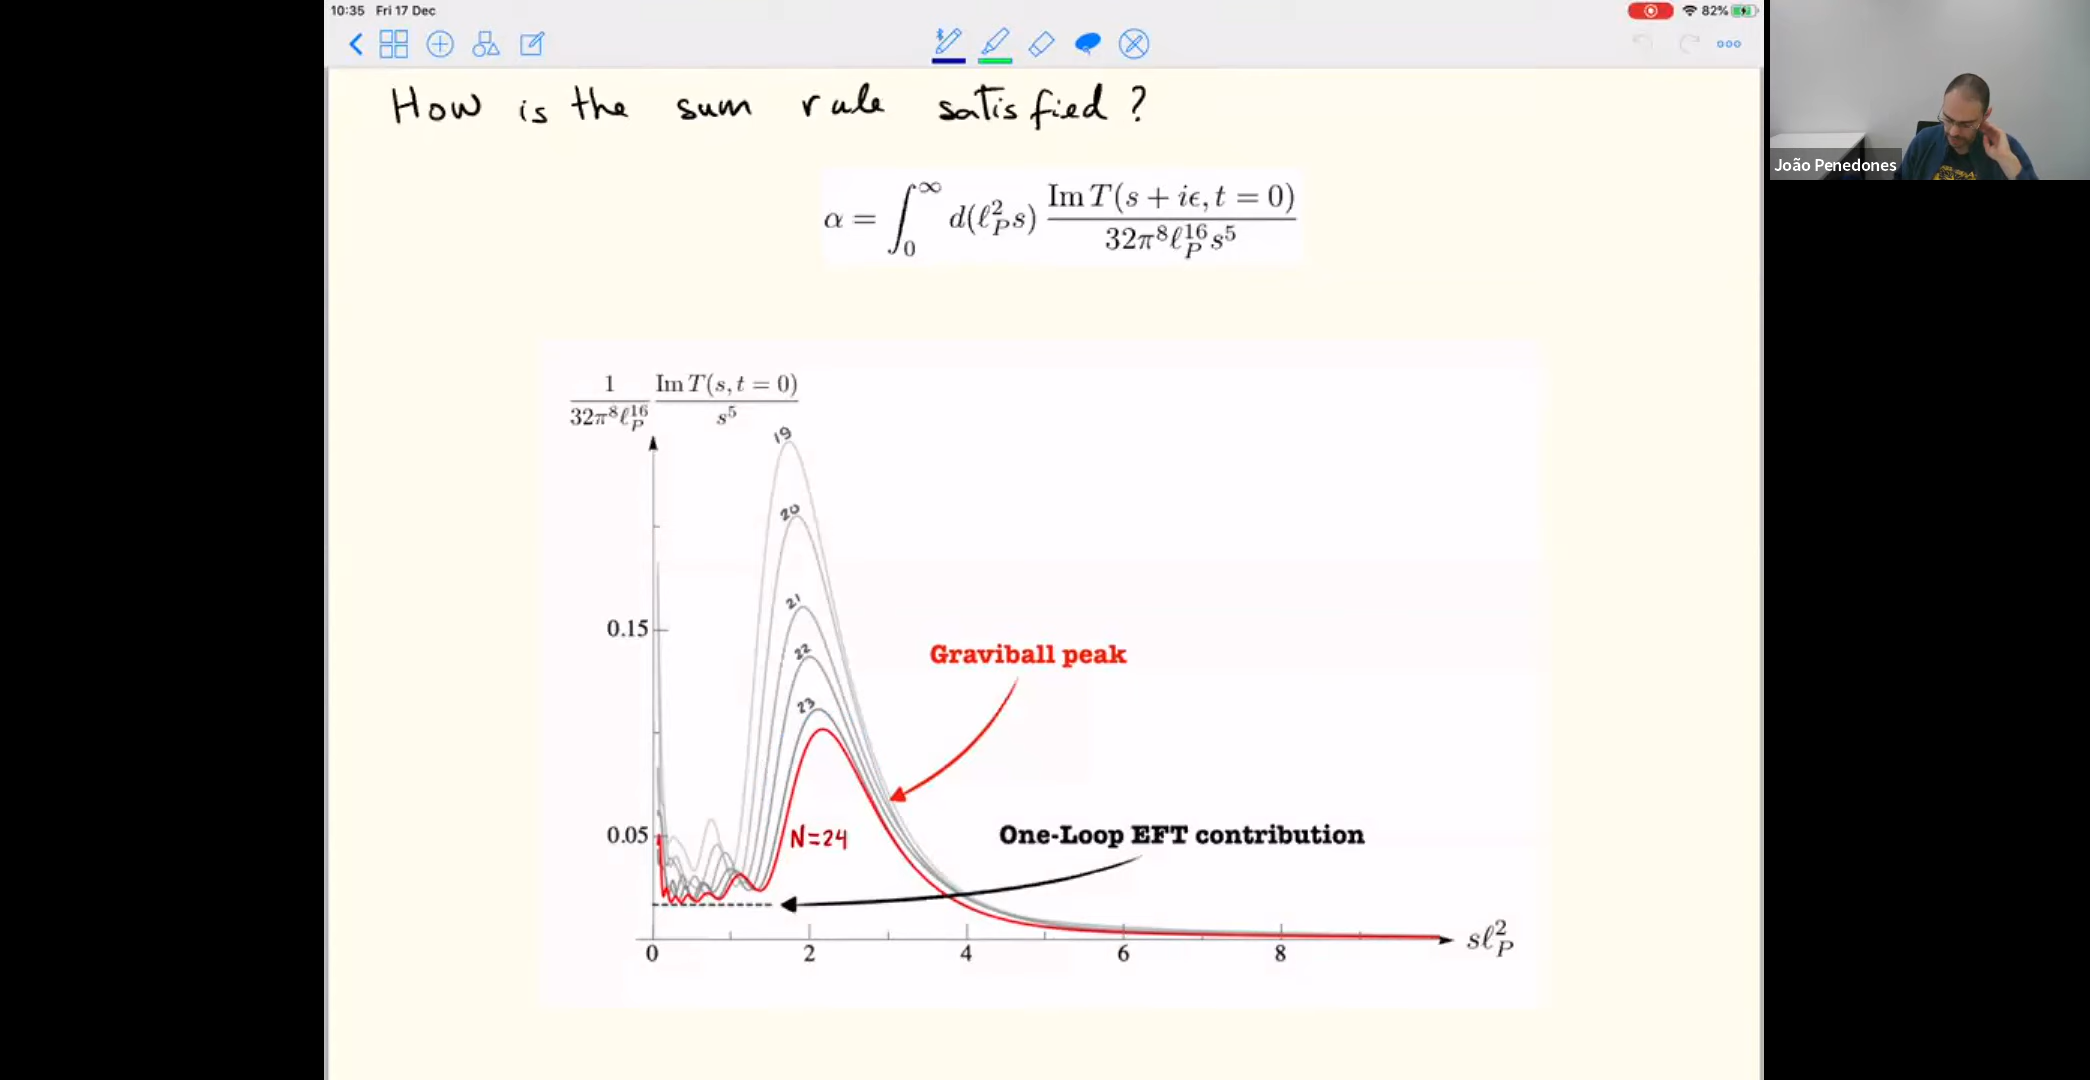 10:35 Fri 17 Dec
82%
How is the sum rule satisfied?
João Penedones
α = ∫₀^∞ d(ℓ_P² s) Im T(s + iϵ, t = 0) / 32π⁸ℓ_P¹⁶s⁵
1/32π⁸ℓ_P¹⁶ Im T(s, t = 0)/s⁵
19
20
0.15
21
22
Graviball peak
23
0.05
N=24
One-Loop EFT contribution
0 2 4 6 8
sℓ_P²